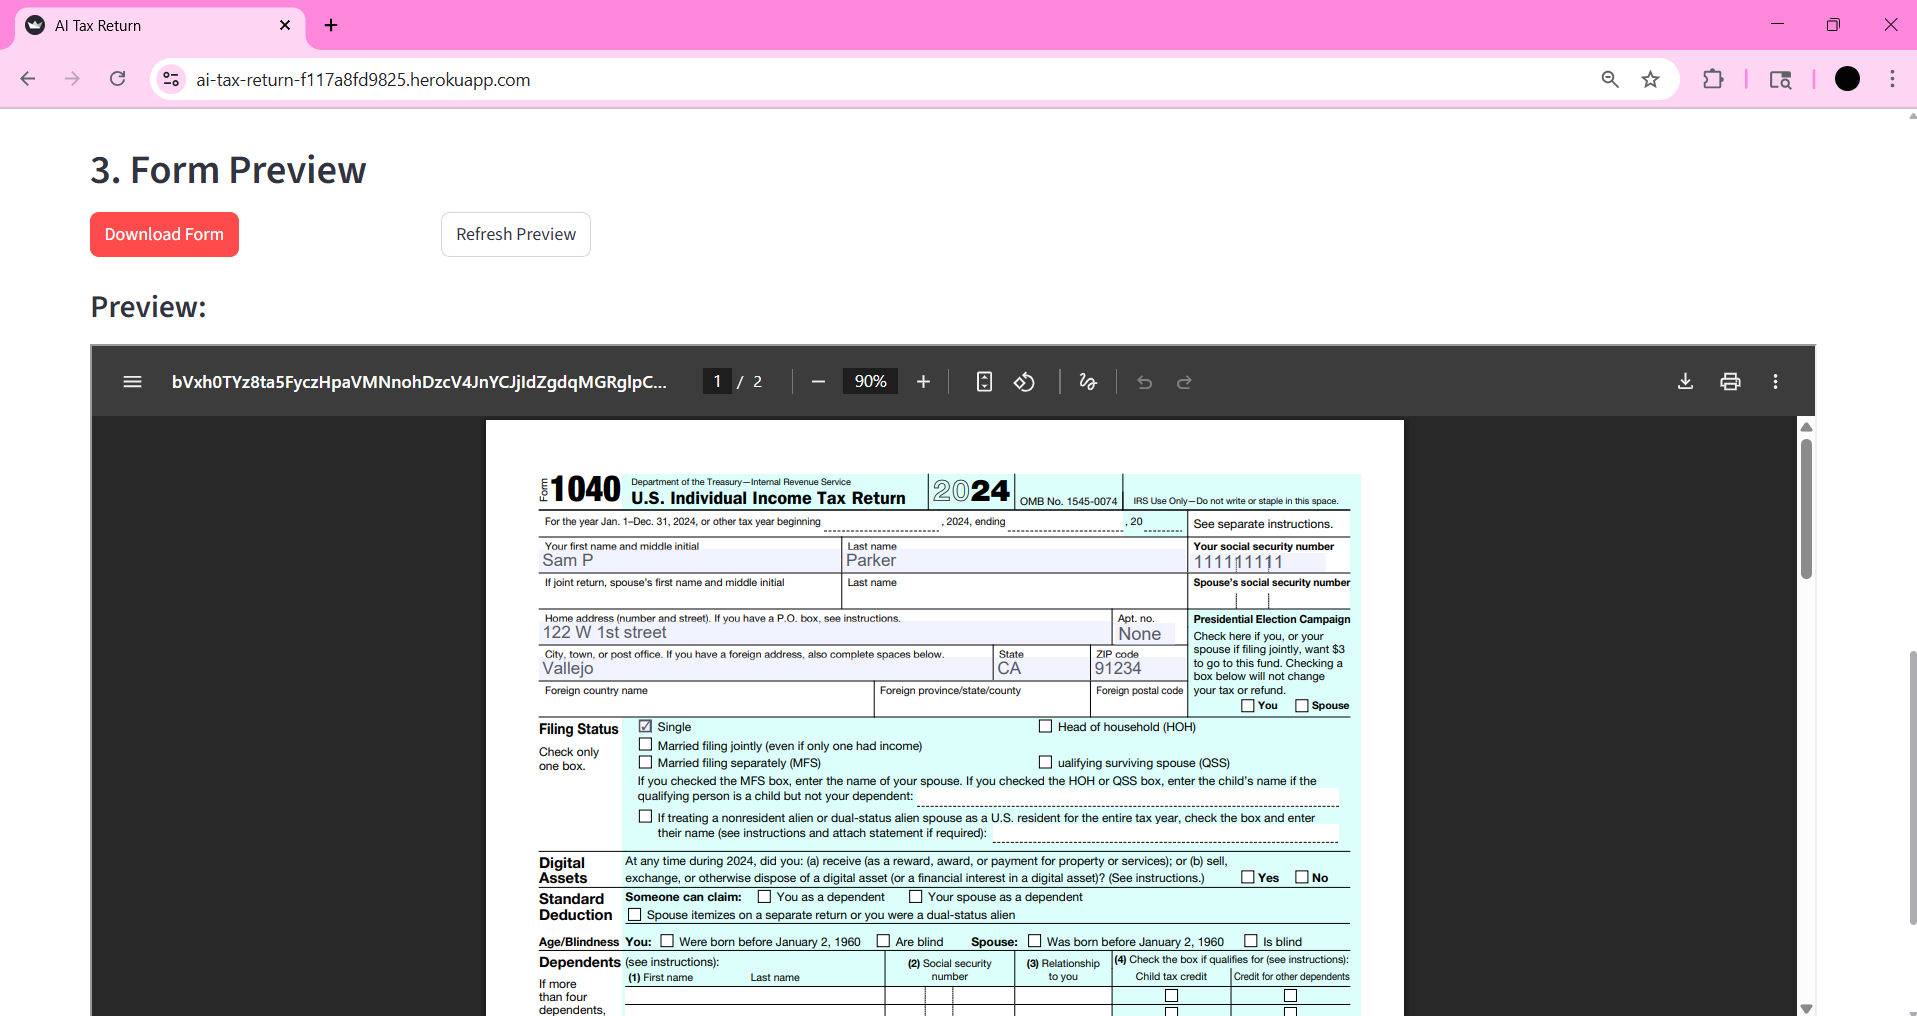 AI Tax Return
ai-tax-return-f117a8fd9825.herokuapp.com
3. Form Preview
Download Form
Refresh Preview
Preview:
bVxh0TYz8ta5FyczHpaVMNnohDzcV4JnYCJjIdZgdqMGRglpC...
1 / 2
90%
Form 1040
Department of the Treasury—Internal Revenue Service
U.S. Individual Income Tax Return
2024
OMB No. 1545-0074
IRS Use Only—Do not write or staple in this space.
For the year Jan. 1–Dec. 31, 2024, or other tax year beginning , 2024, ending , 20
See separate instructions.
Your first name and middle initial
Sam P
Last name
Parker
Your social security number
111111111
If joint return, spouse's first name and middle initial
Last name
Spouse's social security number
Home address (number and street). If you have a P.O. box, see instructions.
122 W 1st street
Apt. no.
None
City, town, or post office. If you have a foreign address, also complete spaces below.
Vallejo
State
CA
ZIP code
91234
Foreign country name
Foreign province/state/county
Foreign postal code
Presidential Election Campaign
Check here if you, or your
spouse if filing jointly, want $3
to go to this fund. Checking a
box below will not change
your tax or refund.
You Spouse
Filing Status
Check only
one box.
Single
Head of household (HOH)
Married filing jointly (even if only one had income)
Married filing separately (MFS)
ualifying surviving spouse (QSS)
If you checked the MFS box, enter the name of your spouse. If you checked the HOH or QSS box, enter the child's name if the
qualifying person is a child but not your dependent:
If treating a nonresident alien or dual-status alien spouse as a U.S. resident for the entire tax year, check the box and enter
their name (see instructions and attach statement if required):
Digital
Assets
At any time during 2024, did you: (a) receive (as a reward, award, or payment for property or services); or (b) sell,
exchange, or otherwise dispose of a digital asset (or a financial interest in a digital asset)? (See instructions.)
Yes No
Standard
Deduction
Someone can claim: You as a dependent Your spouse as a dependent
Spouse itemizes on a separate return or you were a dual-status alien
Age/Blindness You: Were born before January 2, 1960 Are blind Spouse: Was born before January 2, 1960 Is blind
Dependents (see instructions):
If more
than four
dependents,
(1) First name Last name
(2) Social security
number
(3) Relationship
to you
(4) Check the box if qualifies for (see instructions):
Child tax credit Credit for other dependents